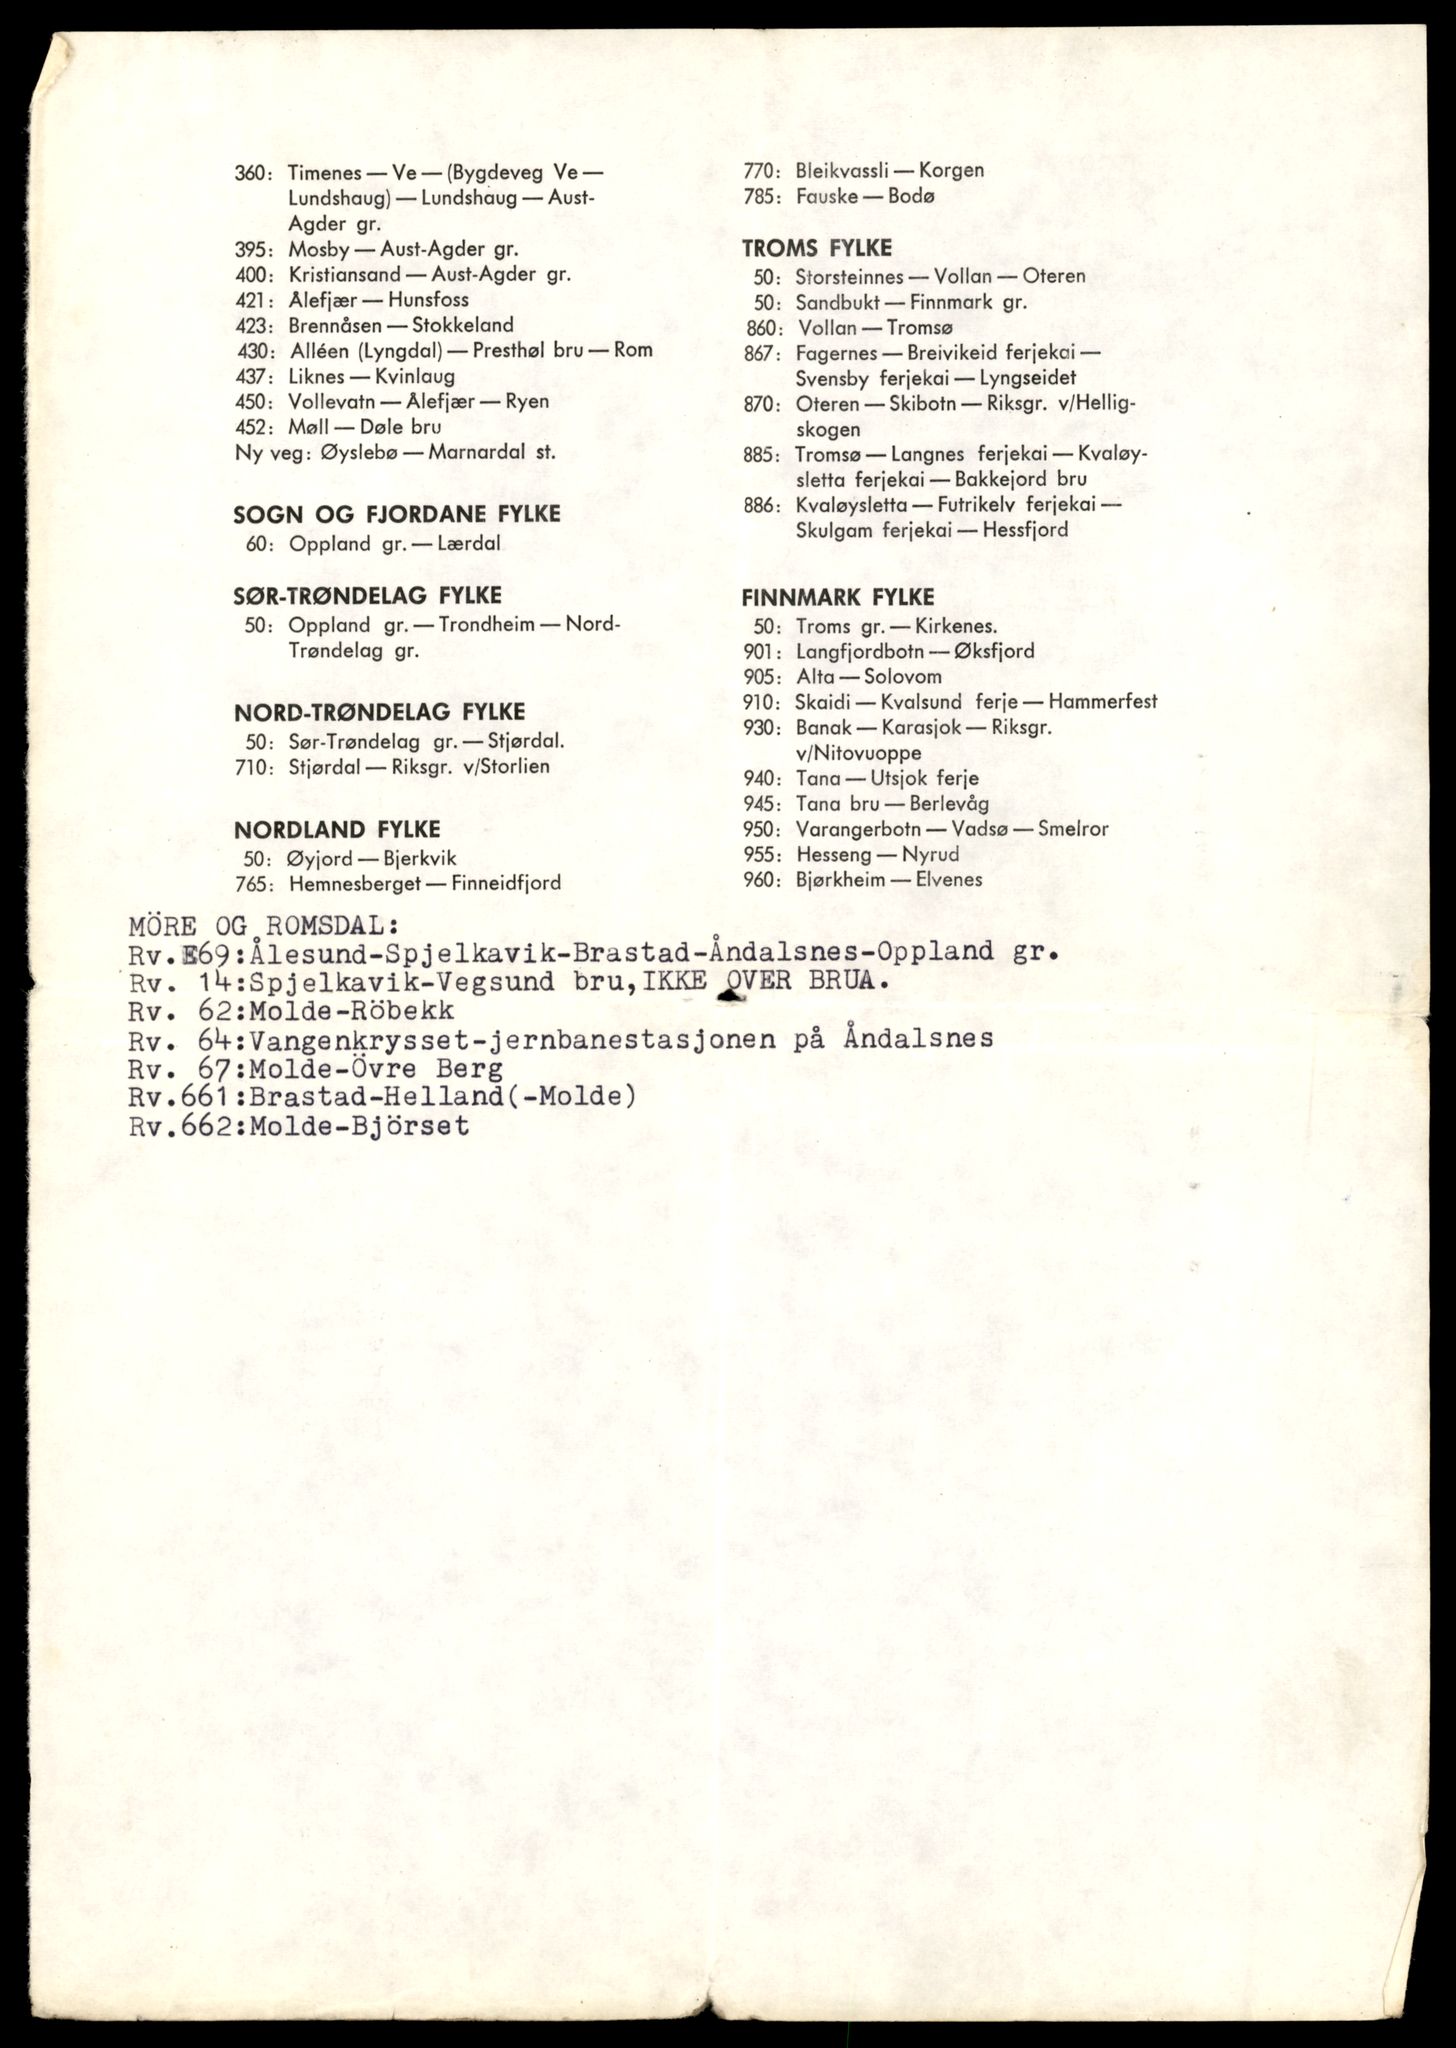 360: Timenes — Ve — (Bygdeveg Ve —
Lundshaug) — Lundshaug — Aust-
Agder gr.
395: Mosby — Aust-Agder gr.
400: Kristiansand — Aust-Agder gr.
421: Ålefjær — Hunsfoss
423: Brennåsen — Stokkeland
430: Alléen (Lyngdal) — Presthøl bru — Rom
437: Liknes — Kvinlaug
450: Vollevatn — Ålefjær — Ryen
452: Møll — Døle bru
Ny veg: Øyslebø — Marnardal st.
SOGN OG FJORDANE FYLKE
60: Oppland gr. — Lærdal
SØR-TRØNDELAG FYLKE
50: Oppland gr. — Trondheim — Nord-
Trøndelag gr.
NORD-TRØNDELAG FYLKE
50: Sør-Trøndelag gr. — Stjørdal.
710: Stjørdal — Riksgr. v/Storlien
NORDLAND FYLKE
50: Øyjord — Bjerkvik
765: Hemnesberget — Finneidfjord
770: Bleikvassli — Korgen
785: Fauske — Bodø
TROMS FYLKE
50: Storsteinnes — Vollan — Oteren
50: Sandbukt — Finnmark gr.
860: Vollan — Tromsø
867: Fagernes — Breivikeid ferjekai —
Svensby ferjekai — Lyngseidet
870: Oteren — Skibotn — Riksgr. v/Hellig-
skogen
885: Tromsø — Langnes ferjekai — Kvaløy-
sletta ferjekai — Bakkejord bru
886: Kvaløysletta — Futrikelv ferjekai —
Skulgam ferjekai — Hessfjord
FINNMARK FYLKE
50: Troms gr. — Kirkenes.
901: Langfjordbotn — Øksfjord
905: Alta — Solovom
910: Skaidi — Kvalsund ferje — Hammerfest
930: Banak — Karasjok — Riksgr.
v/Nitovuoppe
940: Tana — Utsjok ferje
945: Tana bru — Berlevåg
950: Varangerbotn — Vadsø — Smelror
955: Hesseng — Nyrud
960: Bjørkheim — Elvenes
MÖRE OG ROMSDAL:
Rv.E69:Ålesund-Spjelkavik-Brastad-Åndalsnes-Oppland gr.
Rv. 14:Spjelkavik-Vegsund bru,IKKE OVER BRUA.
Rv. 62:Molde-Röbekk
Rv. 64:Vangenkrysset-jernbanestasjonen på Åndalsnes
Rv. 67:Molde-Övre Berg
Rv.661:Brastad-Helland(-Molde)
Rv.662:Molde-Björset